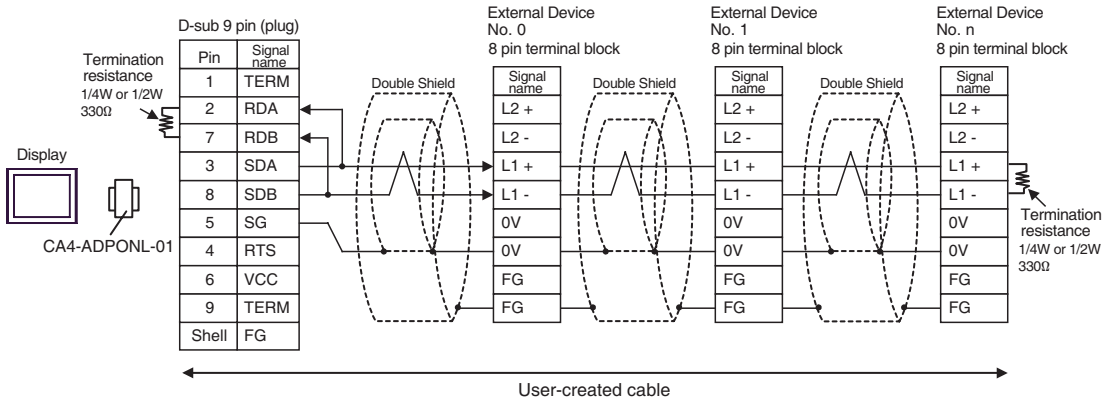 D-sub 9 pin (plug)
Pin Signal name
1 TERM
2 RDA
7 RDB
3 SDA
8 SDB
5 SG
4 RTS
6 VCC
9 TERM
Shell FG
Termination
resistance
1/4W or 1/2W
330Ω
Display
CA4-ADPONL-01
Double Shield
External Device
No. 0
8 pin terminal block
Signal
name
L2 +
L2 -
L1 +
L1 -
0V
0V
FG
FG
Double Shield
External Device
No. 1
8 pin terminal block
Signal
name
L2 +
L2 -
L1 +
L1 -
0V
0V
FG
FG
Double Shield
External Device
No. n
8 pin terminal block
Signal
name
L2 +
L2 -
L1 +
L1 -
0V
0V
FG
FG
Termination
resistance
1/4W or 1/2W
330Ω
User-created cable